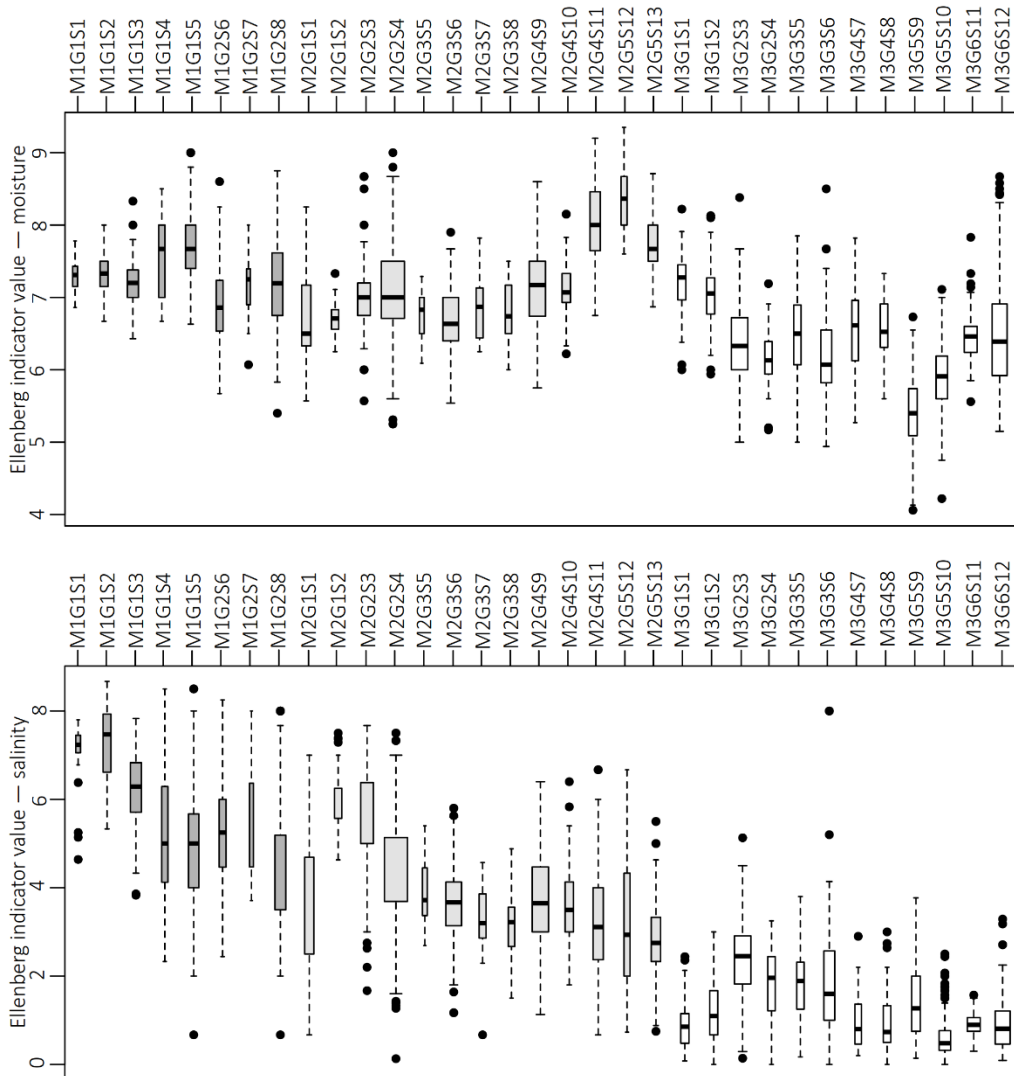 M1G1S1
M1G1S2
M1G1S3
M1G1S4
M1G1S5
M1G2S6
M1G2S7
M1G2S8
M2G1S1
M2G1S2
M2G2S3
M2G2S4
M2G3S5
M2G3S6
M2G3S7
M2G3S8
M2G4S9
M2G4S10
M2G4S11
M2G5S12
M2G5S13
M3G1S1
M3G1S2
M3G2S3
M3G2S4
M3G3S5
M3G3S6
M3G4S7
M3G4S8
M3G5S9
M3G5S10
M3G6S11
M3G6S12
Ellenberg indicator value — moisture
9
8
7
6
5
4
M1G1S1
M1G1S2
M1G1S3
M1G1S4
M1G1S5
M1G2S6
M1G2S7
M1G2S8
M2G1S1
M2G1S2
M2G2S3
M2G2S4
M2G3S5
M2G3S6
M2G3S7
M2G3S8
M2G4S9
M2G4S10
M2G4S11
M2G5S12
M2G5S13
M3G1S1
M3G1S2
M3G2S3
M3G2S4
M3G3S5
M3G3S6
M3G4S7
M3G4S8
M3G5S9
M3G5S10
M3G6S11
M3G6S12
Ellenberg indicator value — salinity
8
6
4
2
0